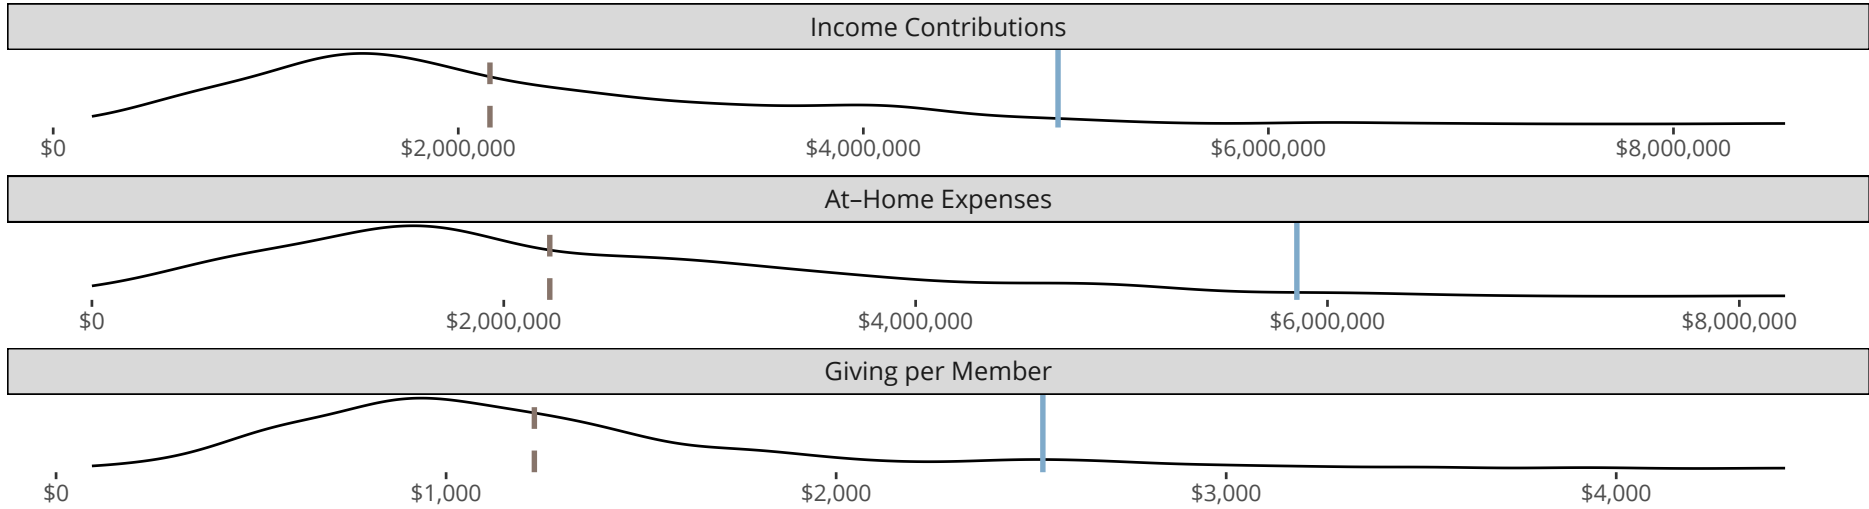 Income Contributions
$0 $2,000,000 $4,000,000 $6,000,000 $8,000,000
At–Home Expenses
$0 $2,000,000 $4,000,000 $6,000,000 $8,000,000
Giving per Member
$0 $1,000 $2,000 $3,000 $4,000